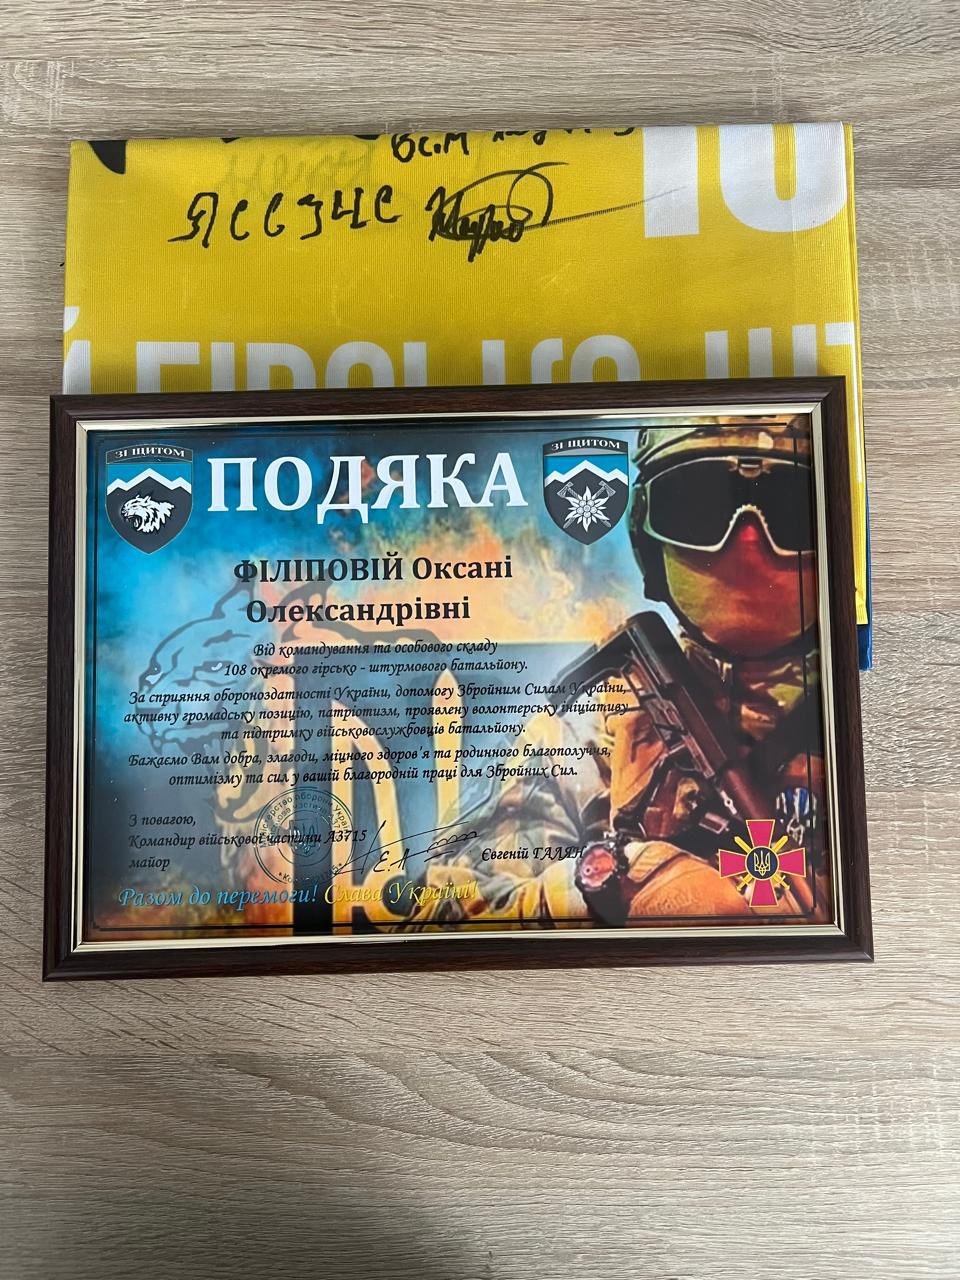 ЯССЗЧС
10
ЗІ ЩИТОМ
ЗІ ЩИТОМ
ПОДЯКА
ФІЛІПОВІЙ Оксані
Олександрівні
Від командування та особового складу
108 окремого гірсько - штурмового батальйону.
За сприяння обороноздатності України, допомогу Збройним Силам України,
активну громадську позицію, патріотизм, проявлену волонтерську ініціативу
та підтримку військовослужбовців батальйону.
Бажаємо Вам добра, злагоди, міцного здоров'я та родинного благополуччя,
оптимізму та сил у вашій благородній праці для Збройних Сил.
З повагою,
Командир військової частини А3715
майор
Євгеній ГАЛЯН
Разом до перемоги! Слава Україні!